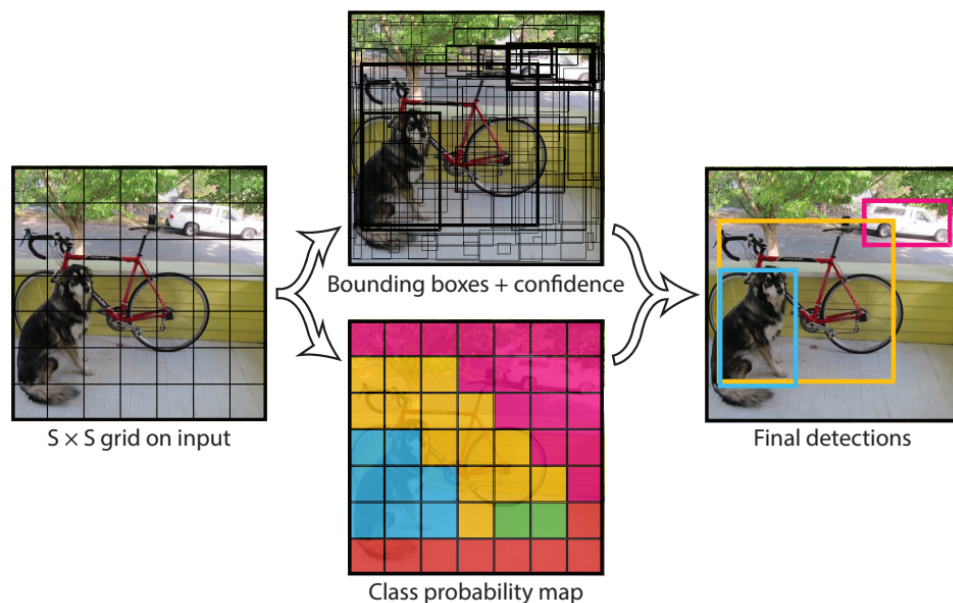 Bounding boxes + confidence
S × S grid on input
Final detections
Class probability map